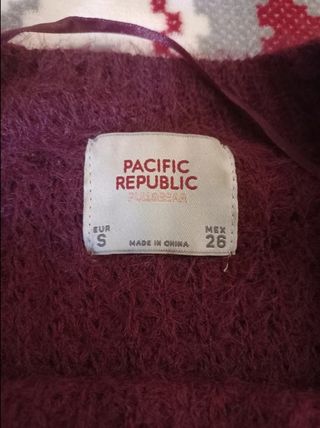 PACIFIC
REPUBLIC
PULL&BEAR
EUR
S
MEX
26
MADE IN CHINA